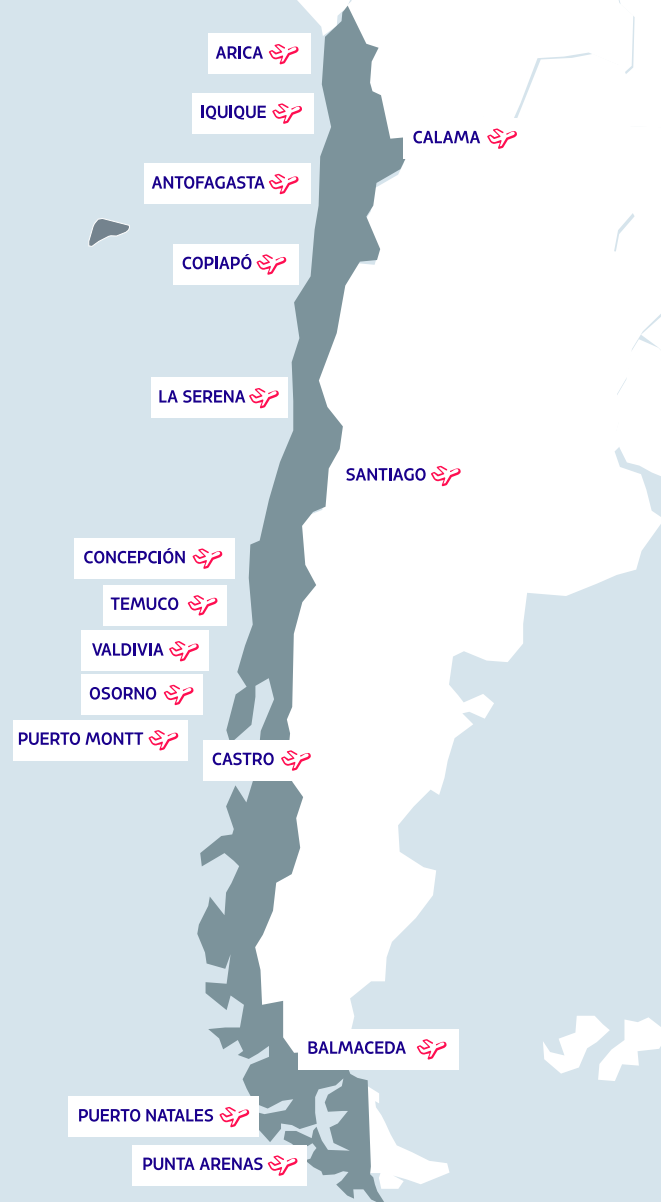 ARICA
IQUIQUE
CALAMA
ANTOFAGASTA
COPIAPÓ
LA SERENA
SANTIAGO
CONCEPCIÓN
TEMUCO
VALDIVIA
OSORNO
PUERTO MONTT
CASTRO
BALMACEDA
PUERTO NATALES
PUNTA ARENAS